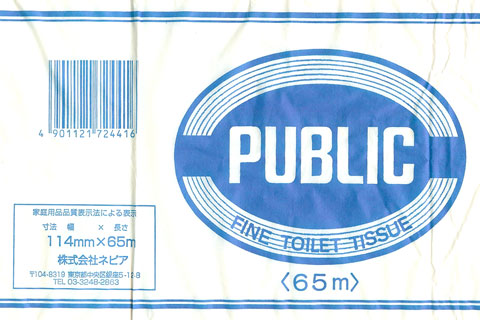 4 901121 724416
PUBLIC
FINE TOILET TISSUE
〈65m〉
家庭用品品質表示法による表示
寸法 幅 × 長さ
114mm×65m
株式会社ネピア
〒104-8319 東京都中央区銀座5-12-8
TEL 03-3248-2863